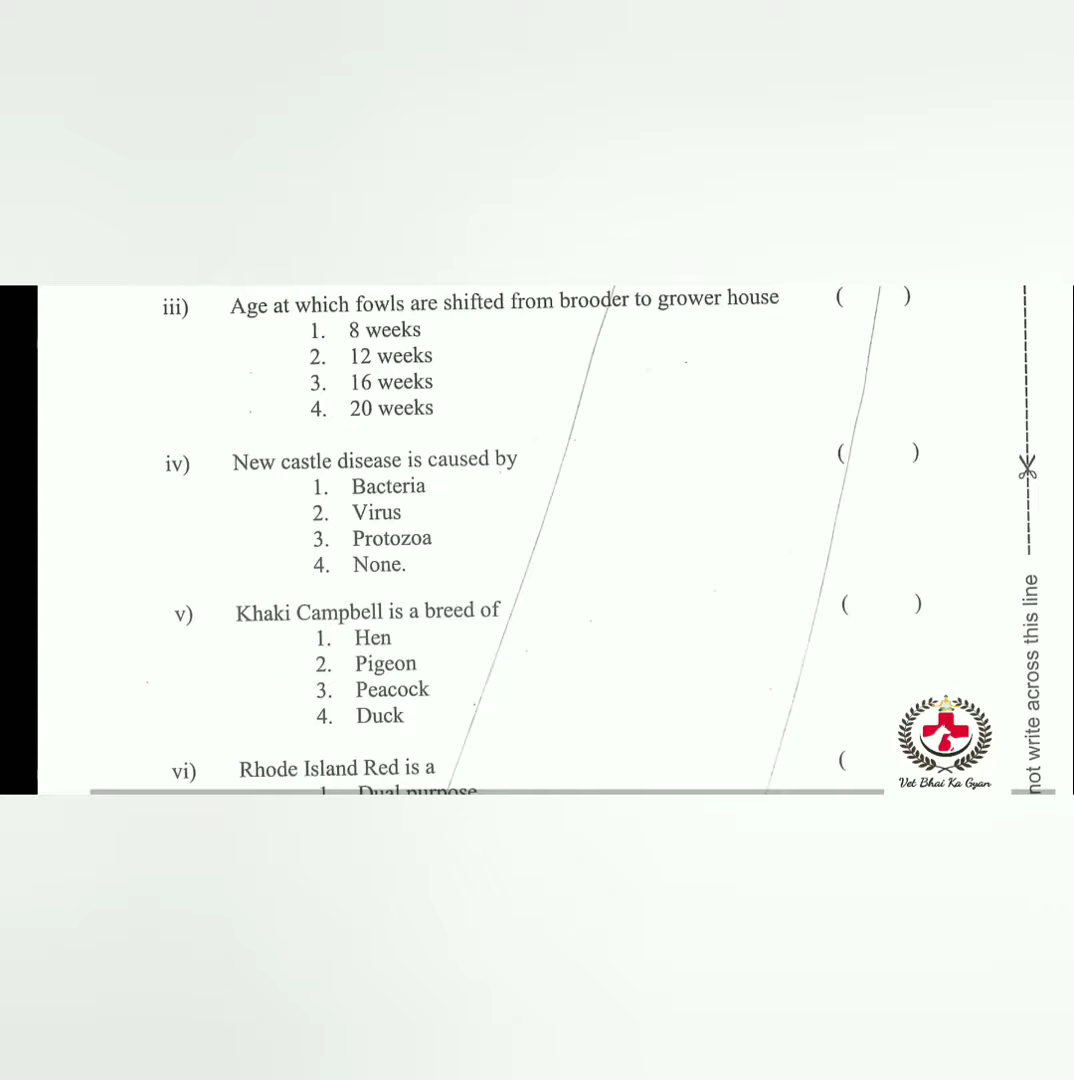 iii) Age at which fowls are shifted from brooder to grower house ( )
1. 8 weeks
2. 12 weeks
3. 16 weeks
4. 20 weeks
iv) New castle disease is caused by ( )
1. Bacteria
2. Virus
3. Protozoa
4. None.
v) Khaki Campbell is a breed of ( )
1. Hen
2. Pigeon
3. Peacock
4. Duck
vi) Rhode Island Red is a (
1. Dual purpose
not write across this line
Vet Bhai Ka Gyan